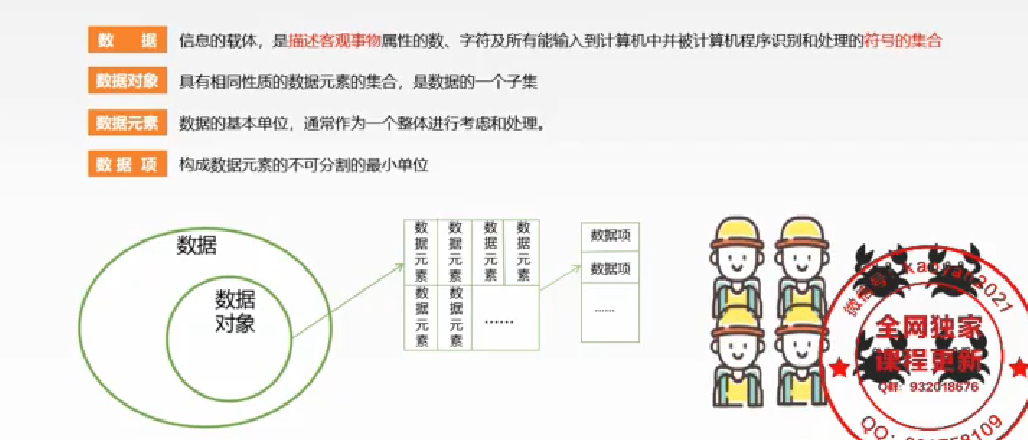 数 据 信息的载体，是描述客观事物属性的数、字符及所有能输入到计算机中并被计算机程序识别和处理的符号的集合
数据对象 具有相同性质的数据元素的集合，是数据的一个子集
数据元素 数据的基本单位，通常作为一个整体进行考虑和处理。
数 据 项 构成数据元素的不可分割的最小单位
数据
数据
对象
数据元素 数据元素 数据元素 数据元素
数据元素 数据元素 ……
数据项
数据项
……
微信号：
2021
全网独家
课程更新
Q群：932018676
QQ：
8109